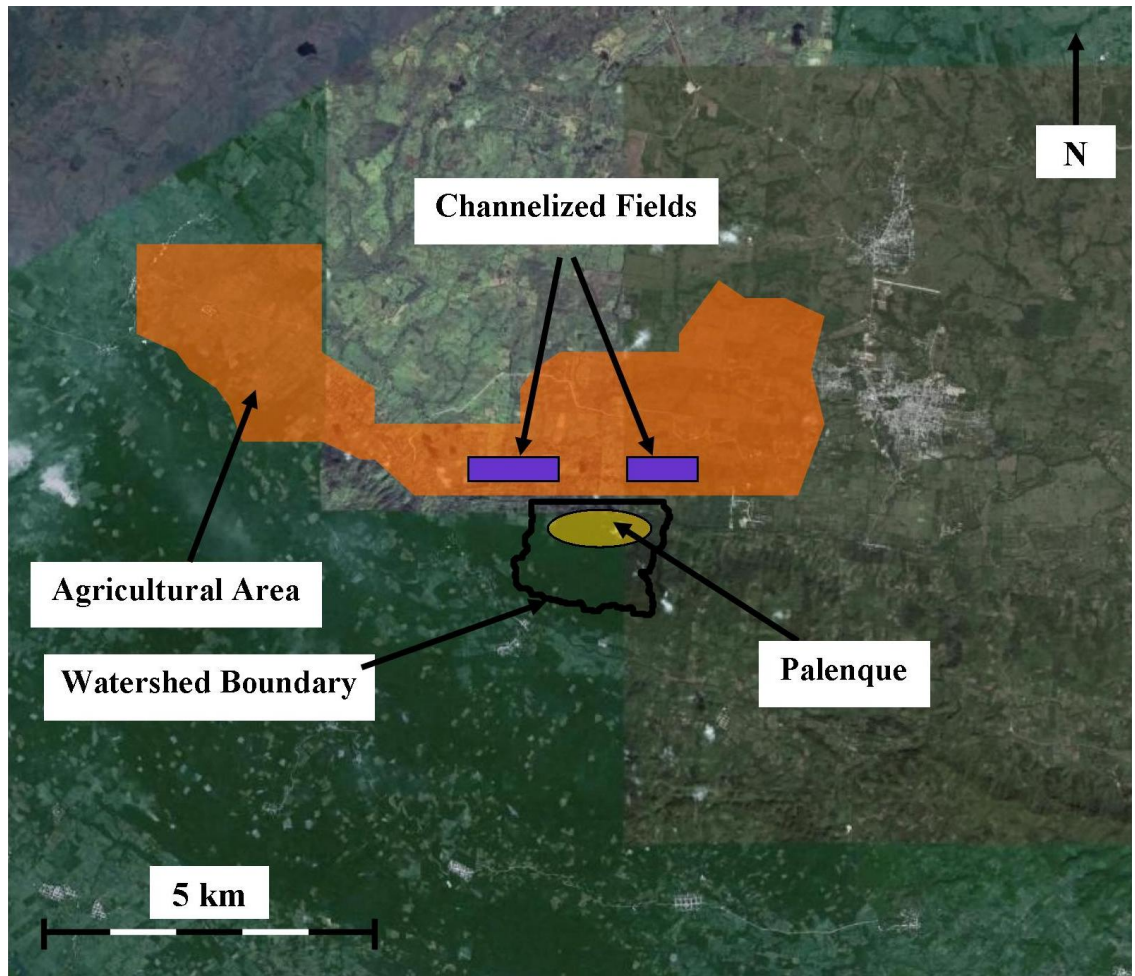 N
Channelized Fields
Agricultural Area
Watershed Boundary
Palenque
5 km